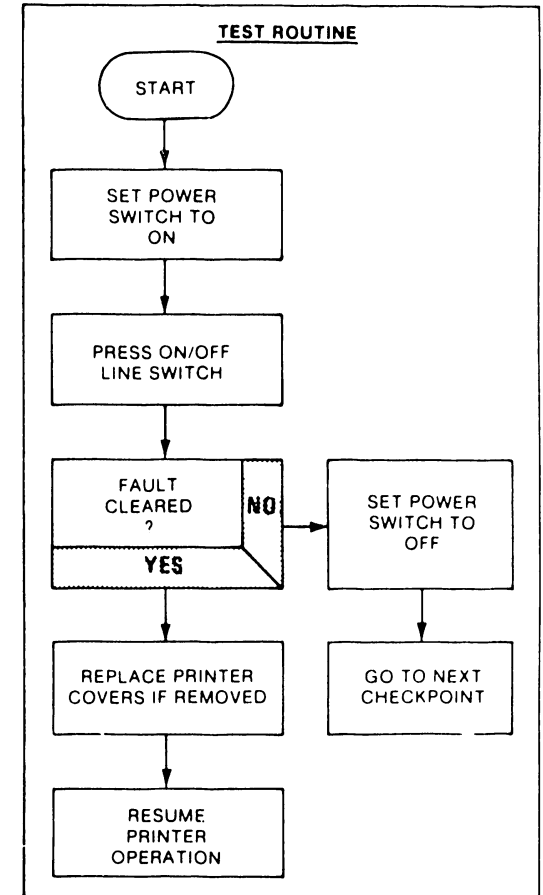 TEST ROUTINE
START
SET POWER
SWITCH TO
ON
PRESS ON/OFF
LINE SWITCH
FAULT
CLEARED
?
NO
YES
SET POWER
SWITCH TO
OFF
REPLACE PRINTER
COVERS IF REMOVED
GO TO NEXT
CHECKPOINT
RESUME
PRINTER
OPERATION